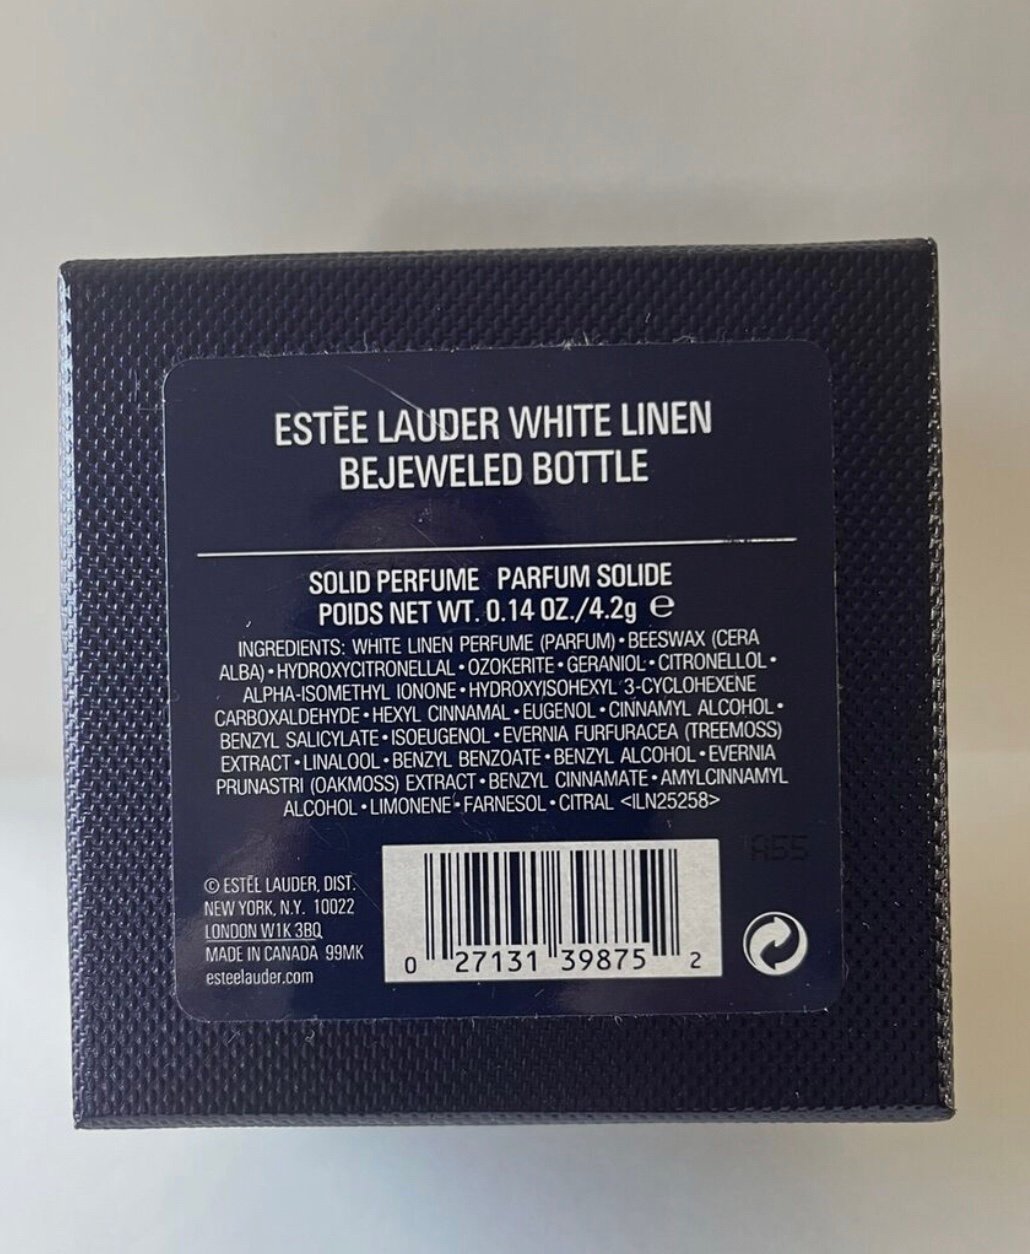 ESTĒE LAUDER WHITE LINEN
BEJEWELED BOTTLE
SOLID PERFUME PARFUM SOLIDE
POIDS NET WT. 0.14 OZ./4.2g ℮
INGREDIENTS: WHITE LINEN PERFUME (PARFUM) • BEESWAX (CERA
ALBA) • HYDROXYCITRONELLAL • OZOKERITE • GERANIOL • CITRONELLOL •
ALPHA-ISOMETHYL IONONE • HYDROXYISOHEXYL 3-CYCLOHEXENE
CARBOXALDEHYDE • HEXYL CINNAMAL • EUGENOL • CINNAMYL ALCOHOL •
BENZYL SALICYLATE • ISOEUGENOL • EVERNIA FURFURACEA (TREEMOSS)
EXTRACT • LINALOOL • BENZYL BENZOATE • BENZYL ALCOHOL • EVERNIA
PRUNASTRI (OAKMOSS) EXTRACT • BENZYL CINNAMATE • AMYLCINNAMYL
ALCOHOL • LIMONENE • FARNESOL • CITRAL <ILN25258>
A55
© ESTĒL LAUDER, DIST.
NEW YORK, N.Y. 10022
LONDON W1K 3BQ
MADE IN CANADA 99MK
esteelauder.com
0 27131 39875 2